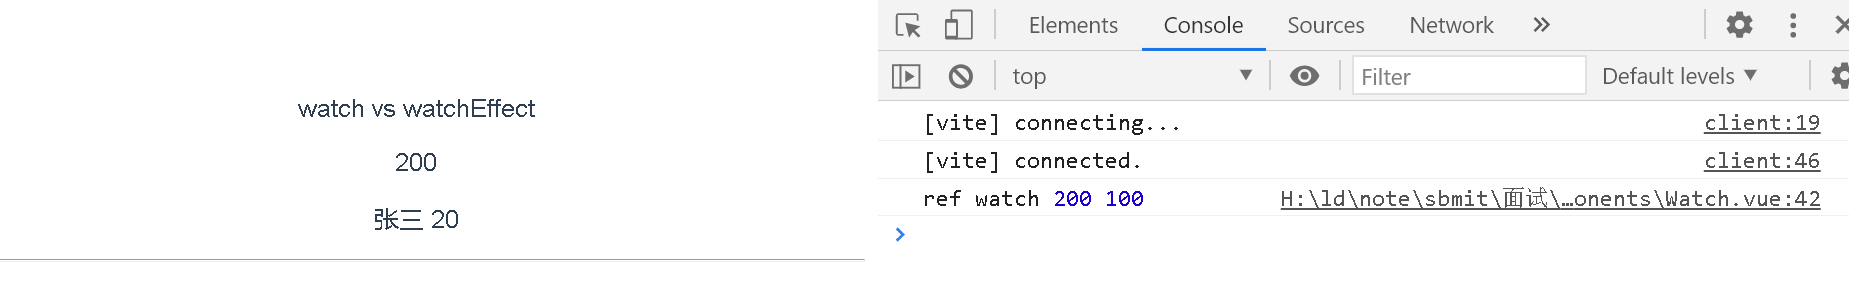 watch vs watchEffect
200
张三 20
Elements Console Sources Network
top Filter Default levels
[vite] connecting... client:19
[vite] connected. client:46
ref watch 200 100 H:\ld\note\sbmit\面试\…onents\Watch.vue:42